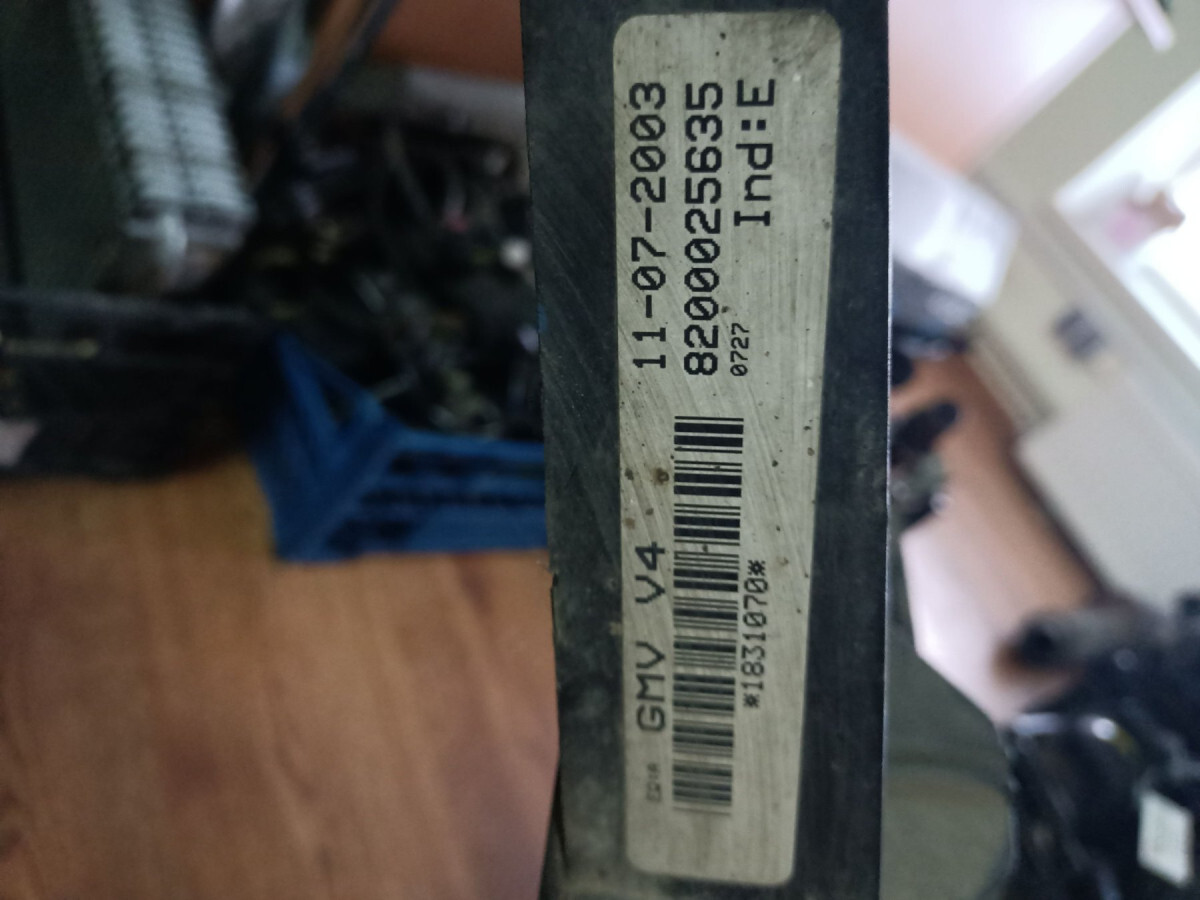 GMV V4 11-07-2003
8200025635
0727 Ind:E
*1831070*